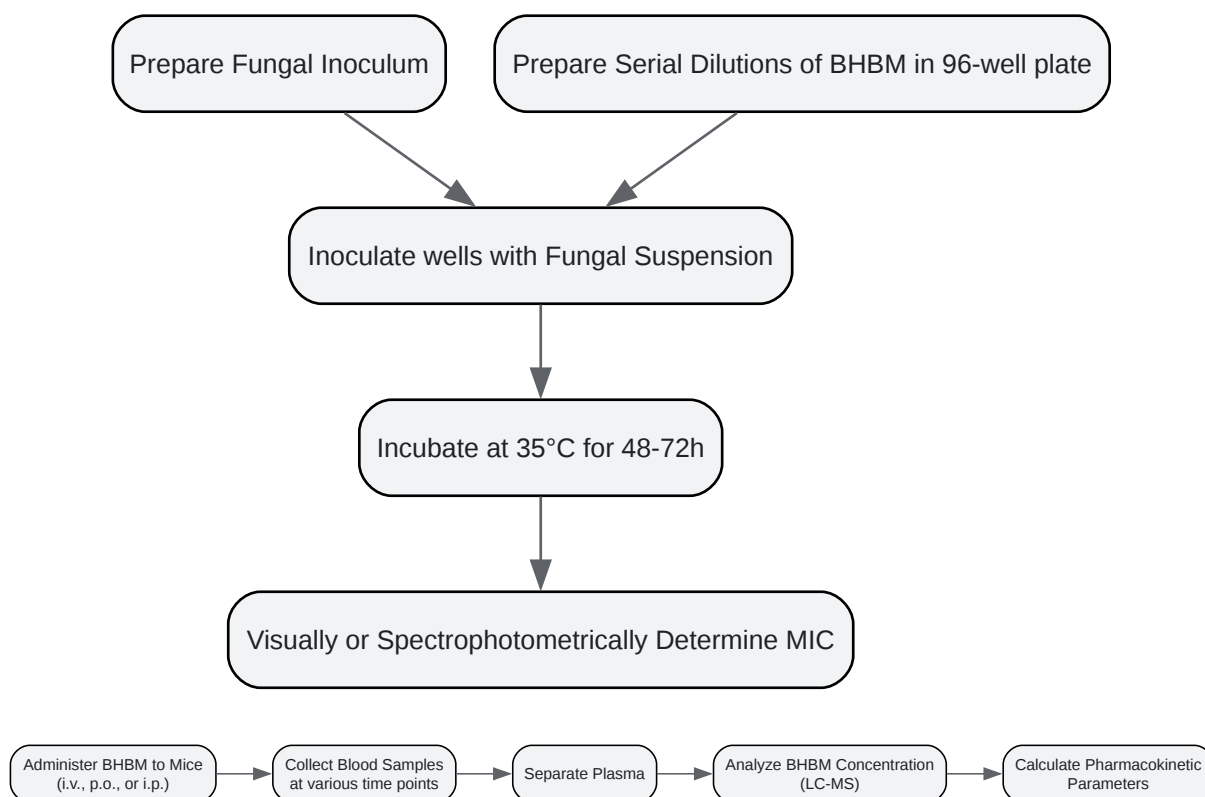 Prepare Fungal Inoculum
Prepare Serial Dilutions of BHBM in 96-well plate
Inoculate wells with Fungal Suspension
Incubate at 35°C for 48-72h
Visually or Spectrophotometrically Determine MIC
Administer BHBM to Mice
(i.v., p.o., or i.p.)
Collect Blood Samples
at various time points
Separate Plasma
Analyze BHBM Concentration
(LC-MS)
Calculate Pharmacokinetic
Parameters